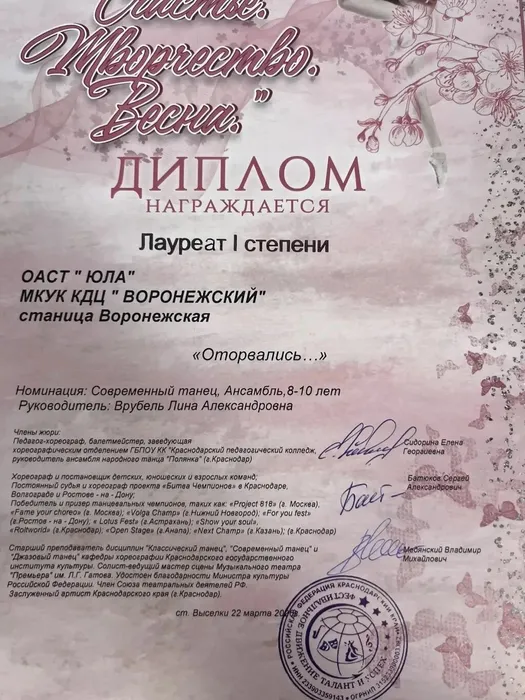 Счастье.
Творчество.
Весна."
ДИПЛОМ
НАГРАЖДАЕТСЯ
Лауреат I степени
ОАСТ " ЮЛА"
МКУК КДЦ " ВОРОНЕЖСКИЙ"
станица Воронежская
«Оторвались...»
Номинация: Современный танец, Ансамбль,8-10 лет
Руководитель: Врубель Лина Александровна
Члены жюри:
Педагог-хореограф, балетмейстер, заведующая
хореографическим отделением ГБПОУ КК "Краснодарский педагогический колледж,
руководитель ансамбля народного танца "Полянка" (г.Краснодар)
Сидорина Елена
Георгиевна
Хореограф и постановщик детских, юношеских и взрослых команд;
Постоянный судья и хореограф проекта «Битва Чемпионов» в Краснодаре,
Волгограде и Ростове - на - Дону;
Победитель и призер танцевальных чемпионов, таких как: «Project 818» (г. Москва),
«Fame your choreo» (г. Москва); «Volga Champ» (г.Нижний Новгород); «For you fest»
(г.Ростов - на - Дону); « Lotus Fest» (г.Астрахань); «Show your soul»,
«Roltworld» (г.Краснодар); «Open Stage» (г.Анапа); «Next Champ» (г. Казань); (г. Краснодар)
Батюков Сергей
Александрович
Старший преподаватель дисциплин "Классический танец", "Современный танец" и
"Джазовый танец" кафедры хореографии Краснодарского государственного
института культуры. Солист-ведущий мастер сцены Музыкального театра
"Премьера" им. Л.Г. Гатова. Удостоен благодарности Министра культуры
Российской Федерации. Член Союза театральных деятелей РФ.
Заслуженный артист Краснодарского края (г.Краснодар).
Медянский Владимир
Михайлович
ст. Выселки 22 марта
РОССИЙСКАЯ ФЕДЕРАЦИЯ КРАСНОДАРСКИЙ КРАЙ
ФЕСТИВАЛЬНОЕ ДВИЖЕНИЕ ТАЛАНТ И УСПЕХ